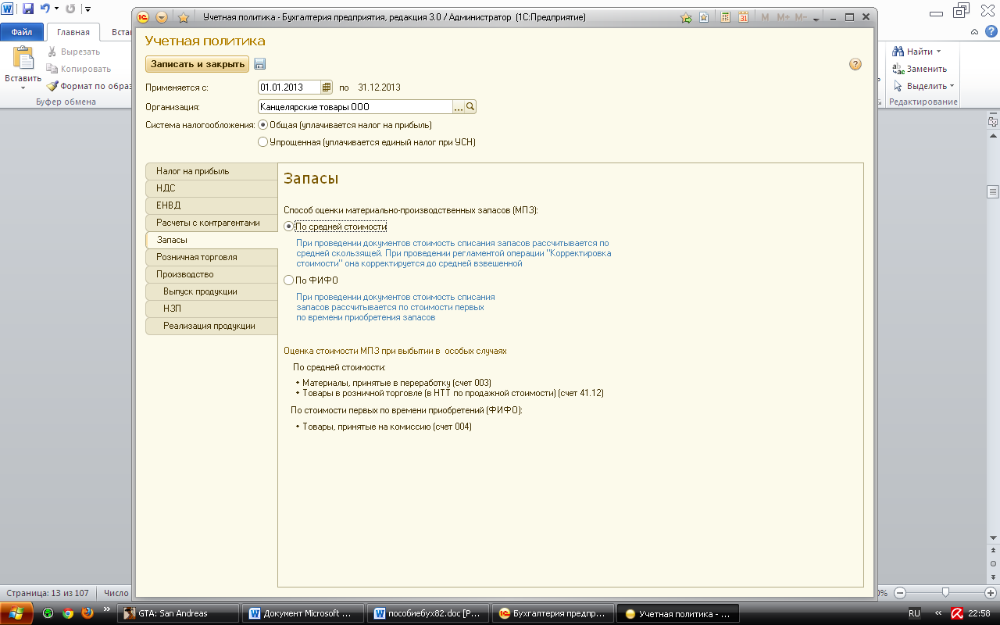 Учетная политика - Бухгалтерия предприятия, редакция 3.0 / Администратор (1С:Предприятие)
M M+ M-
Файл
Главная
Вста
Вставить
Вырезать
Копировать
Формат по образ
Буфер обмена
Найти
Заменить
Выделить
Редактирование
Учетная политика
Записать и закрыть
Применяется с: 01.01.2013 по 31.12.2013
Организация: Канцелярские товары ООО
Система налогообложения: Общая (уплачивается налог на прибыль)
Упрощенная (уплачивается единый налог при УСН)
Налог на прибыль
НДС
ЕНВД
Расчеты с контрагентами
Запасы
Розничная торговля
Производство
Выпуск продукции
НЗП
Реализация продукции
Запасы
Способ оценки материально-производственных запасов (МПЗ):
По средней стоимости
При проведении документов стоимость списания запасов рассчитывается по
средней скользящей. При проведении регламентой операции "Корректировка
стоимости" она корректируется до средней взвешенной
По ФИФО
При проведении документов стоимость списания
запасов рассчитывается по стоимости первых
по времени приобретения запасов
Оценка стоимости МПЗ при выбытии в особых случаях
По средней стоимости:
• Материалы, принятые в переработку (счет 003)
• Товары в розничной торговле (в НТТ по продажной стоимости) (счет 41.12)
По стоимости первых по времени приобретений (ФИФО):
• Товары, принятые на комиссию (счет 004)
Страница: 13 из 107
Число
0%
GTA: San Andreas
Документ Microsoft ...
пособиебух82.doc [Р...
Бухгалтерия предпр...
Учетная политика - ...
RU
22:58